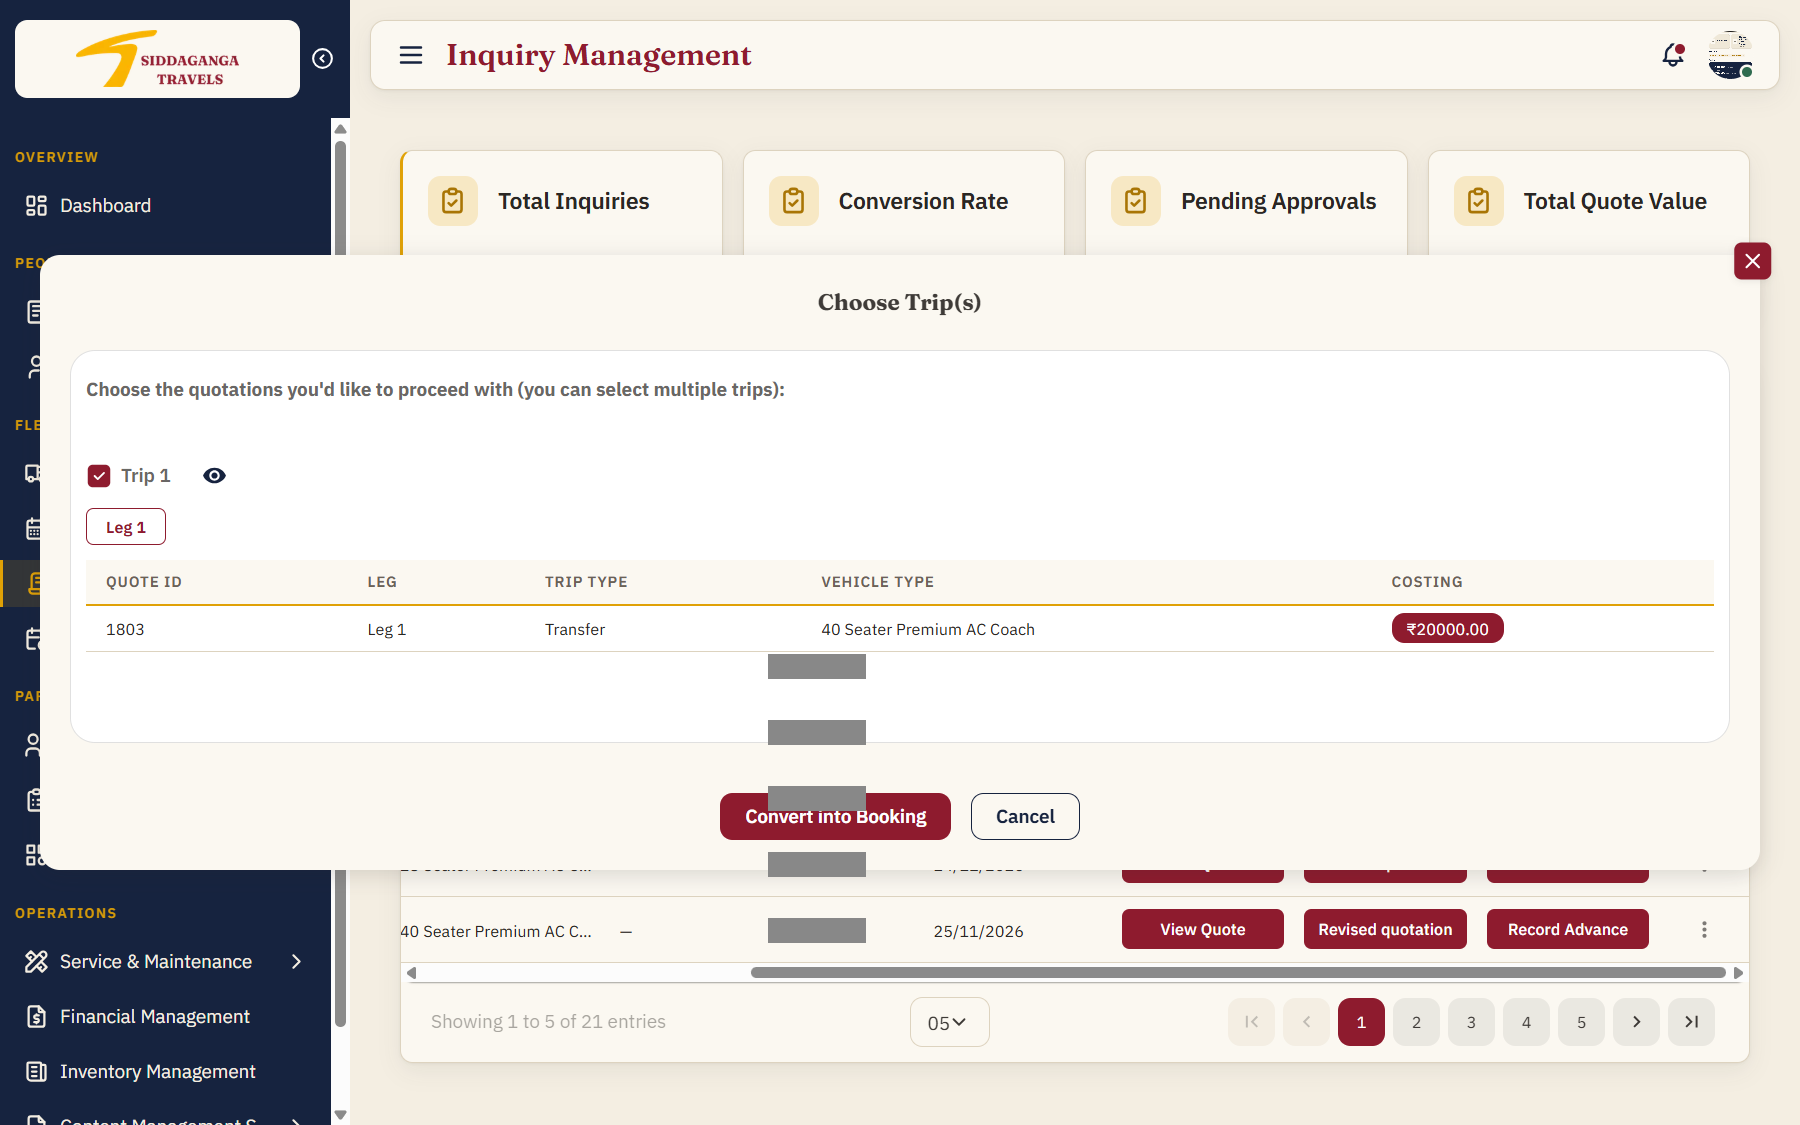 SIDDAGANGA
TRAVELS
Inquiry Management
OVERVIEW
Dashboard
Total Inquiries
Conversion Rate
Pending Approvals
Total Quote Value
Choose Trip(s)
Choose the quotations you'd like to proceed with (you can select multiple trips):
Trip 1
Leg 1
QUOTE ID LEG TRIP TYPE VEHICLE TYPE COSTING
1803 Leg 1 Transfer 40 Seater Premium AC Coach ₹20000.00
Convert into Booking
Cancel
OPERATIONS
Service & Maintenance
Financial Management
Inventory Management
40 Seater Premium AC C... — 25/11/2026 View Quote Revised quotation Record Advance
Showing 1 to 5 of 21 entries
05
1 2 3 4 5